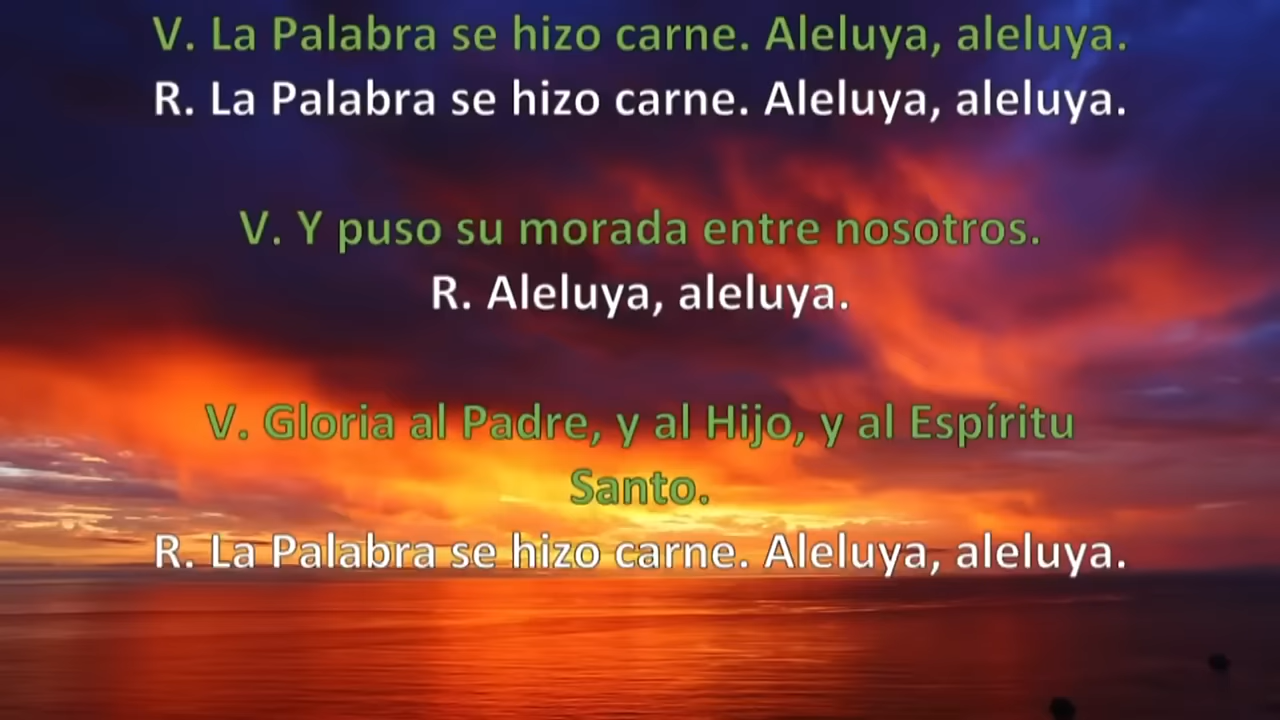 V. La Palabra se hizo carne. Aleluya, aleluya.
R. La Palabra se hizo carne. Aleluya, aleluya.
V. Y puso su morada entre nosotros.
R. Aleluya, aleluya.
V. Gloria al Padre, y al Hijo, y al Espíritu
Santo.
R. La Palabra se hizo carne. Aleluya, aleluya.